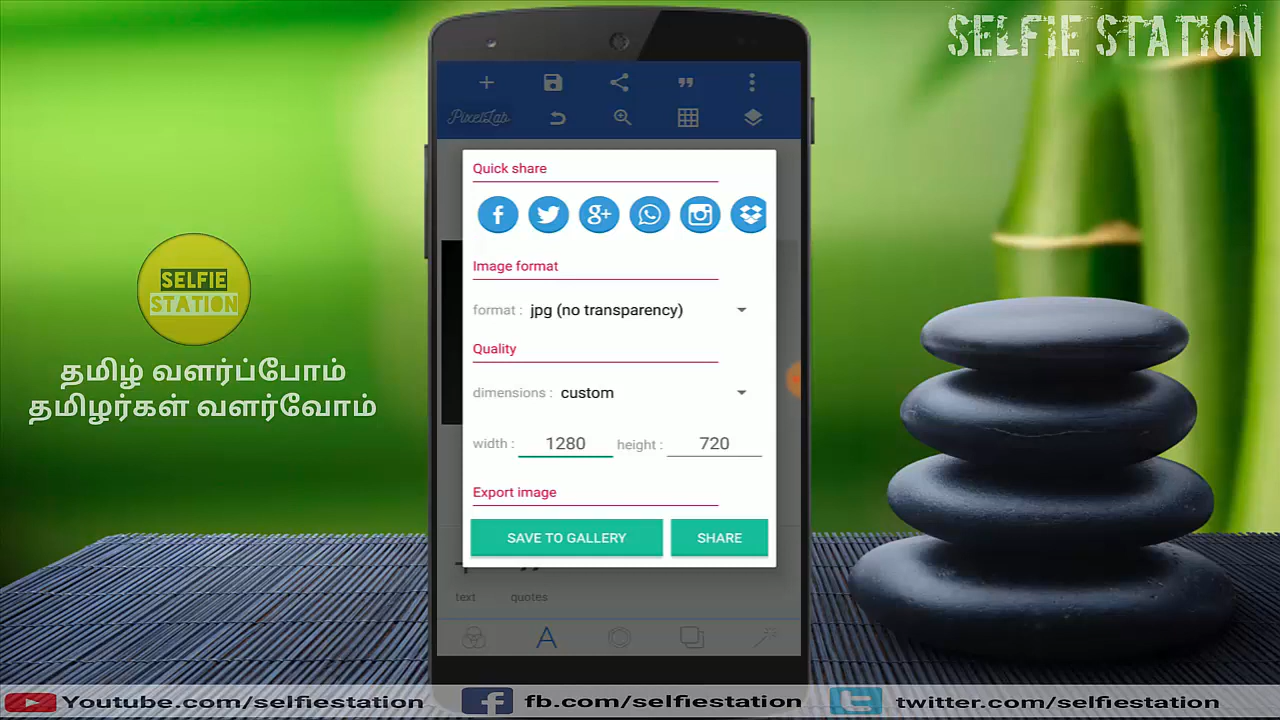 SELFIE STATION
PixelLab
Quick share
Image format
format : jpg (no transparency)
Quality
dimensions : custom
width : 1280 height : 720
Export image
SAVE TO GALLERY SHARE
text quotes
A
SELFIE
STATION
தமிழ் வளர்ப்போம்
தமிழர்கள் வளர்வோம்
Youtube.com/selfiestation fb.com/selfiestation twitter.com/selfiestation